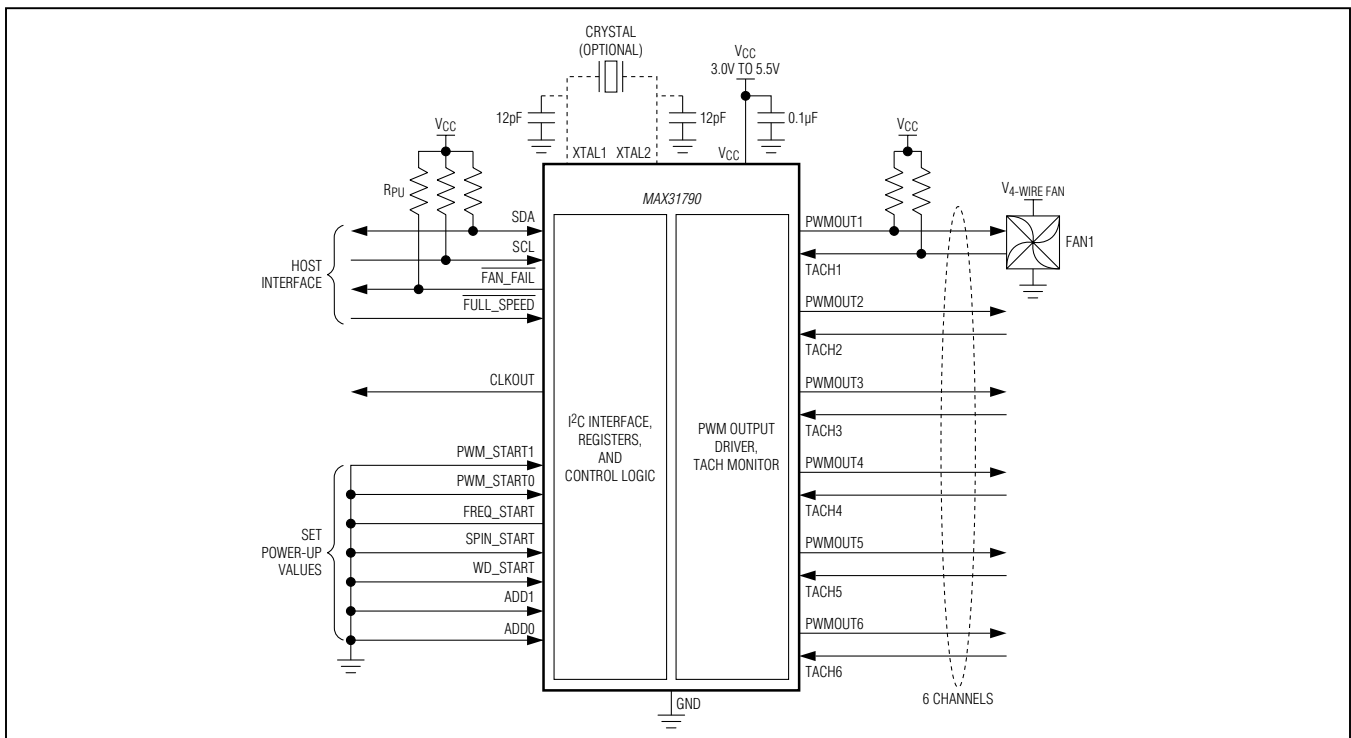 CRYSTAL
(OPTIONAL)
VCC
3.0V TO 5.5V
12pF
12pF
0.1µF
VCC
VCC
XTAL1 XTAL2
VCC
RPU
MAX31790
V4-WIRE FAN
SDA
PWMOUT1
FAN1
SCL
HOST
INTERFACE
FAN_FAIL
TACH1
FULL_SPEED
PWMOUT2
TACH2
CLKOUT
PWMOUT3
I2C INTERFACE,
REGISTERS,
AND
CONTROL LOGIC
PWM OUTPUT
DRIVER,
TACH MONITOR
TACH3
PWM_START1
PWMOUT4
PWM_START0
TACH4
FREQ_START
SET
POWER-UP
VALUES
SPIN_START
PWMOUT5
WD_START
TACH5
ADD1
ADD0
PWMOUT6
TACH6
GND
6 CHANNELS